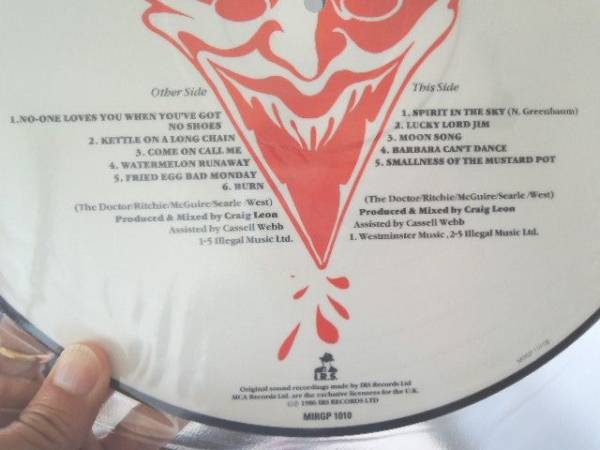 Other Side
1.NO-ONE LOVES YOU WHEN YOU'VE GOT
NO SHOES
2. KETTLE ON A LONG CHAIN
3. COME ON CALL ME
4. WATERMELON RUNAWAY
5. FRIED EGG BAD MONDAY
6. BURN
(The Doctor/Ritchie/McGuire/Searle/West)
Produced & Mixed by Craig Leon
Assisted by Cassell Webb
1-5 Illegal Music Ltd.
This Side
1. SPIRIT IN THE SKY (N. Greenbaum)
2. LUCKY LORD JIM
3. MOON SONG
4. BARBARA CAN'T DANCE
5. SMALLNESS OF THE MUSTARD POT
(The Doctor/Ritchie/McGuire/Searle/West)
Produced & Mixed by Craig Leon
Assisted by Cassell Webb
1. Westminster Music, 2-5 Illegal Music Ltd.
I.R.S.
Original sound recordings made by IRS Records Ltd
MCA Records Ltd. are the exclusive licensees for the U.K.
©℗ 1986 IRS RECORDS LTD
MIRGP 1010